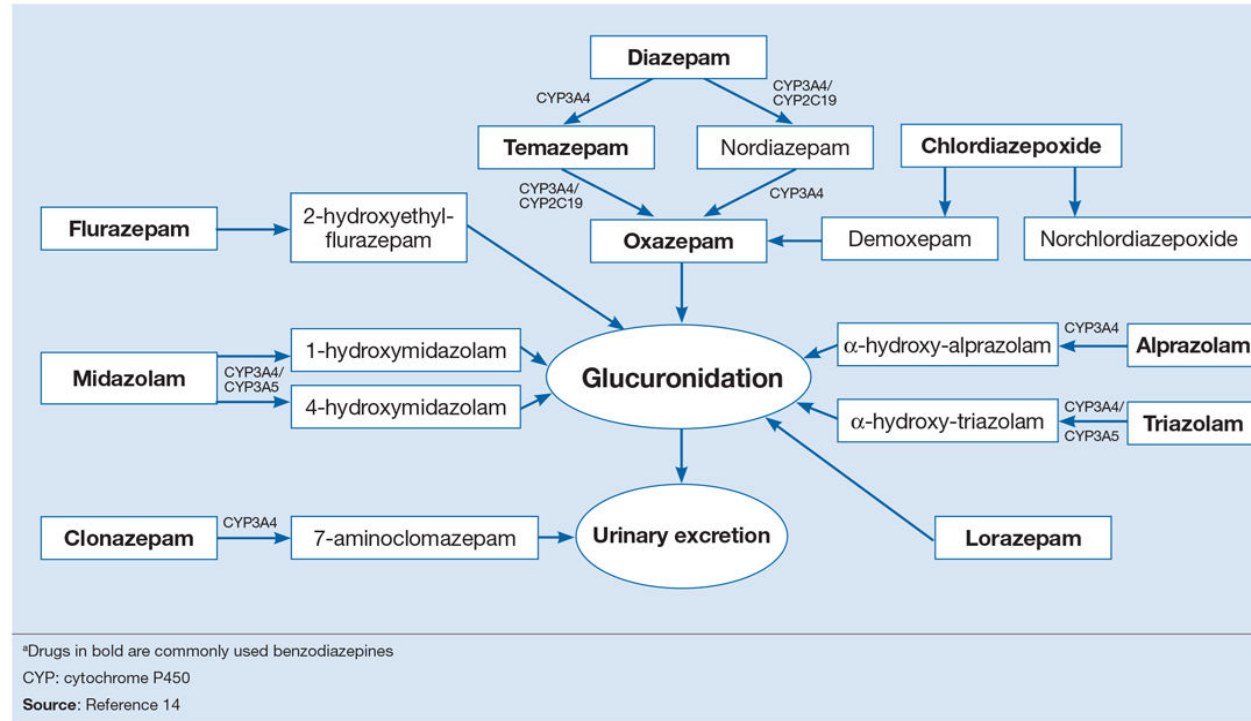 Diazepam
CYP3A4
CYP3A4/
CYP2C19
Temazepam
Nordiazepam
Chlordiazepoxide
CYP3A4/
CYP2C19
CYP3A4
Flurazepam
2-hydroxyethyl-
flurazepam
Oxazepam
Demoxepam
Norchlordiazepoxide
Midazolam
CYP3A4/
CYP3A5
1-hydroxymidazolam
4-hydroxymidazolam
Glucuronidation
α-hydroxy-alprazolam
CYP3A4
Alprazolam
α-hydroxy-triazolam
CYP3A4/
CYP3A5
Triazolam
Clonazepam
CYP3A4
7-aminoclomazepam
Urinary excretion
Lorazepam
ᵃDrugs in bold are commonly used benzodiazepines
CYP: cytochrome P450
Source: Reference 14